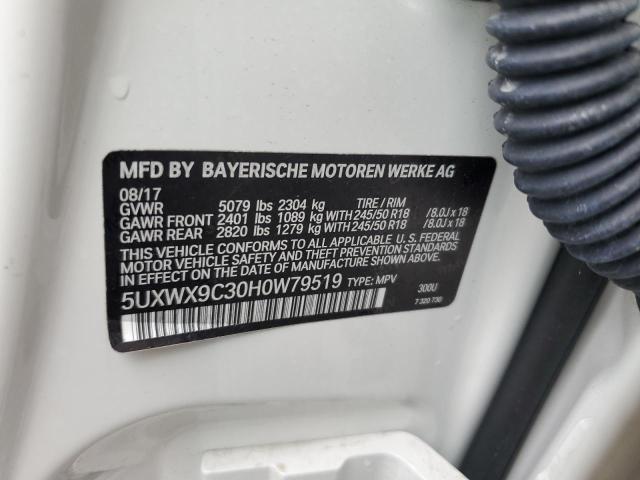 MFD BY BAYERISCHE MOTOREN WERKE AG
08/17
GVWR 5079 lbs 2304 kg TIRE / RIM
GAWR FRONT 2401 lbs 1089 kg WITH 245/50 R18 /8.0J x 18
GAWR REAR 2820 lbs 1279 kg WITH 245/50 R18 /8.0J x 18
THIS VEHICLE CONFORMS TO ALL APPLICABLE U.S. FEDERAL
MOTOR VEHICLE SAFETY AND THEFT PREVENTION STANDARDS
IN EFFECT ON THE DATE OF MANUFACTURE SHOWN ABOVE.
5UXWX9C30H0W79519 TYPE: MPV 300U
7 320 730